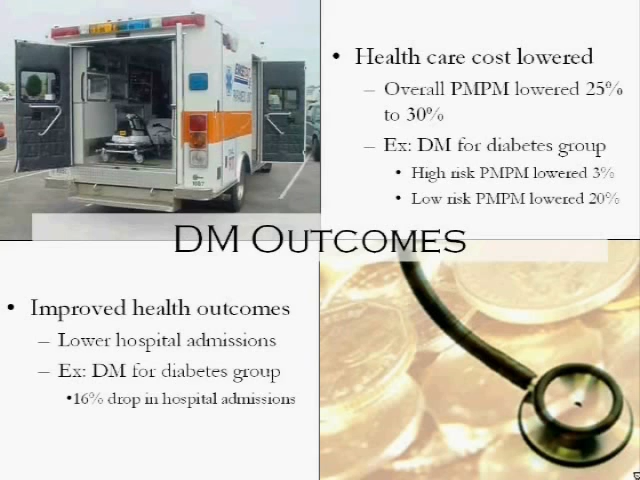 • Health care cost lowered
– Overall PMPM lowered 25%
to 30%
– Ex: DM for diabetes group
• High risk PMPM lowered 3%
• Low risk PMPM lowered 20%
DM OUTCOMES
• Improved health outcomes
– Lower hospital admissions
– Ex: DM for diabetes group
•16% drop in hospital admissions